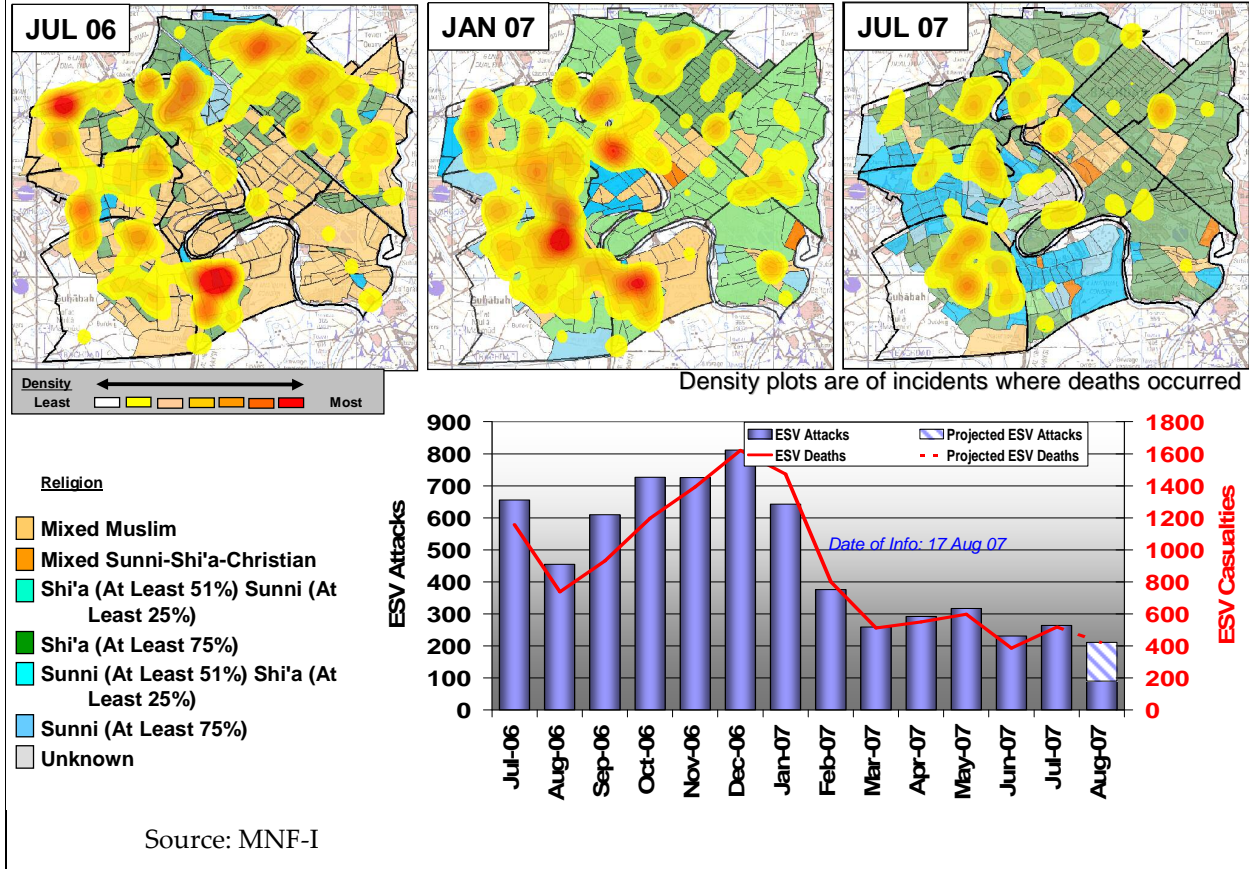 JUL 06
JAN 07
JUL 07
Density
Least
Most
Density plots are of incidents where deaths occurred
Religion
Mixed Muslim
Mixed Sunni-Shi'a-Christian
Shi'a (At Least 51%) Sunni (At
Least 25%)
Shi'a (At Least 75%)
Sunni (At Least 51%) Shi'a (At
Least 25%)
Sunni (At Least 75%)
Unknown
ESV Attacks
900
800
700
600
500
400
300
200
100
0
ESV Attacks
Projected ESV Attacks
ESV Deaths
Projected ESV Deaths
Date of Info: 17 Aug 07
1800
1600
1400
1200
1000
800
600
400
200
0
ESV Casualties
Jul-06
Aug-06
Sep-06
Oct-06
Nov-06
Dec-06
Jan-07
Feb-07
Mar-07
Apr-07
May-07
Jun-07
Jul-07
Aug-07
Source: MNF-I